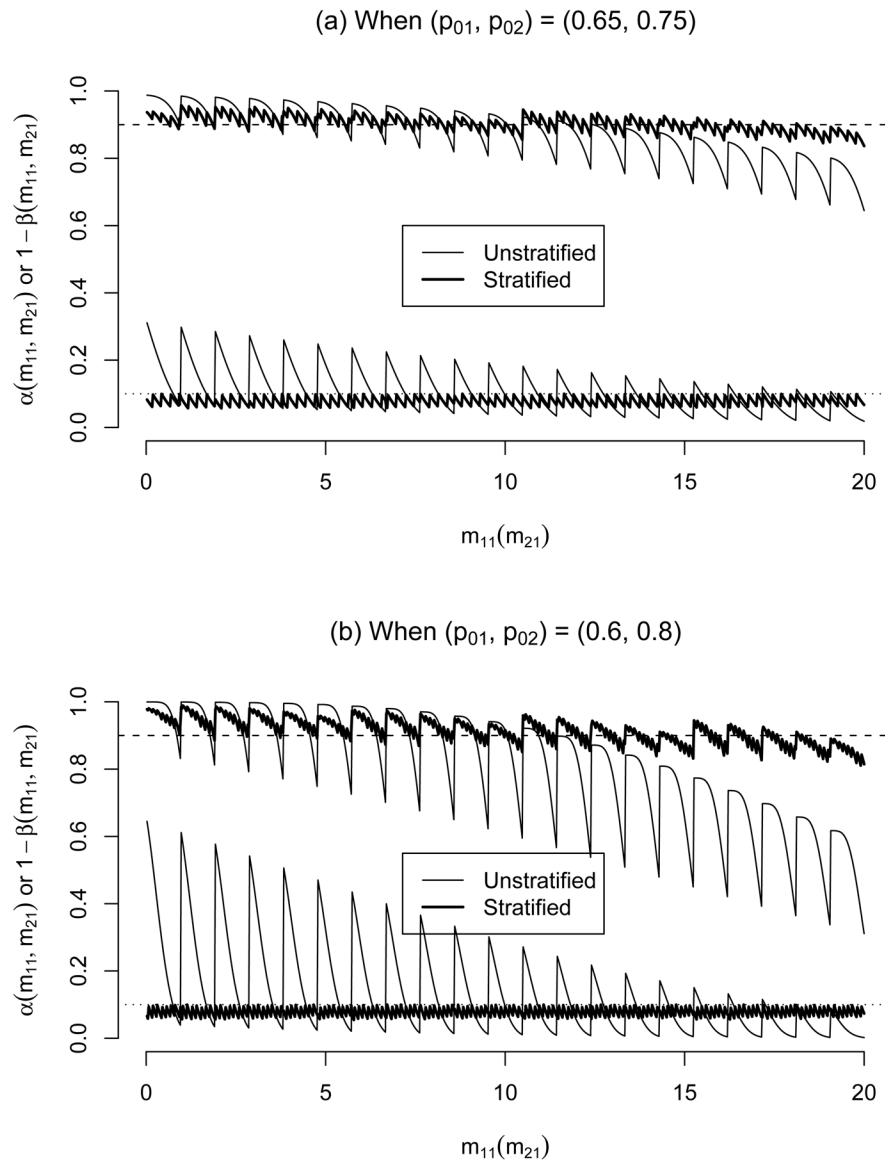 (a) When (p₀₁, p₀₂) = (0.65, 0.75)
α(m₁₁, m₂₁) or 1 − β(m₁₁, m₂₁)
1.0
0.8
0.6
0.4
0.2
0.0
Unstratified
Stratified
0 5 10 15 20
m₁₁(m₂₁)
(b) When (p₀₁, p₀₂) = (0.6, 0.8)
α(m₁₁, m₂₁) or 1 − β(m₁₁, m₂₁)
1.0
0.8
0.6
0.4
0.2
0.0
Unstratified
Stratified
0 5 10 15 20
m₁₁(m₂₁)